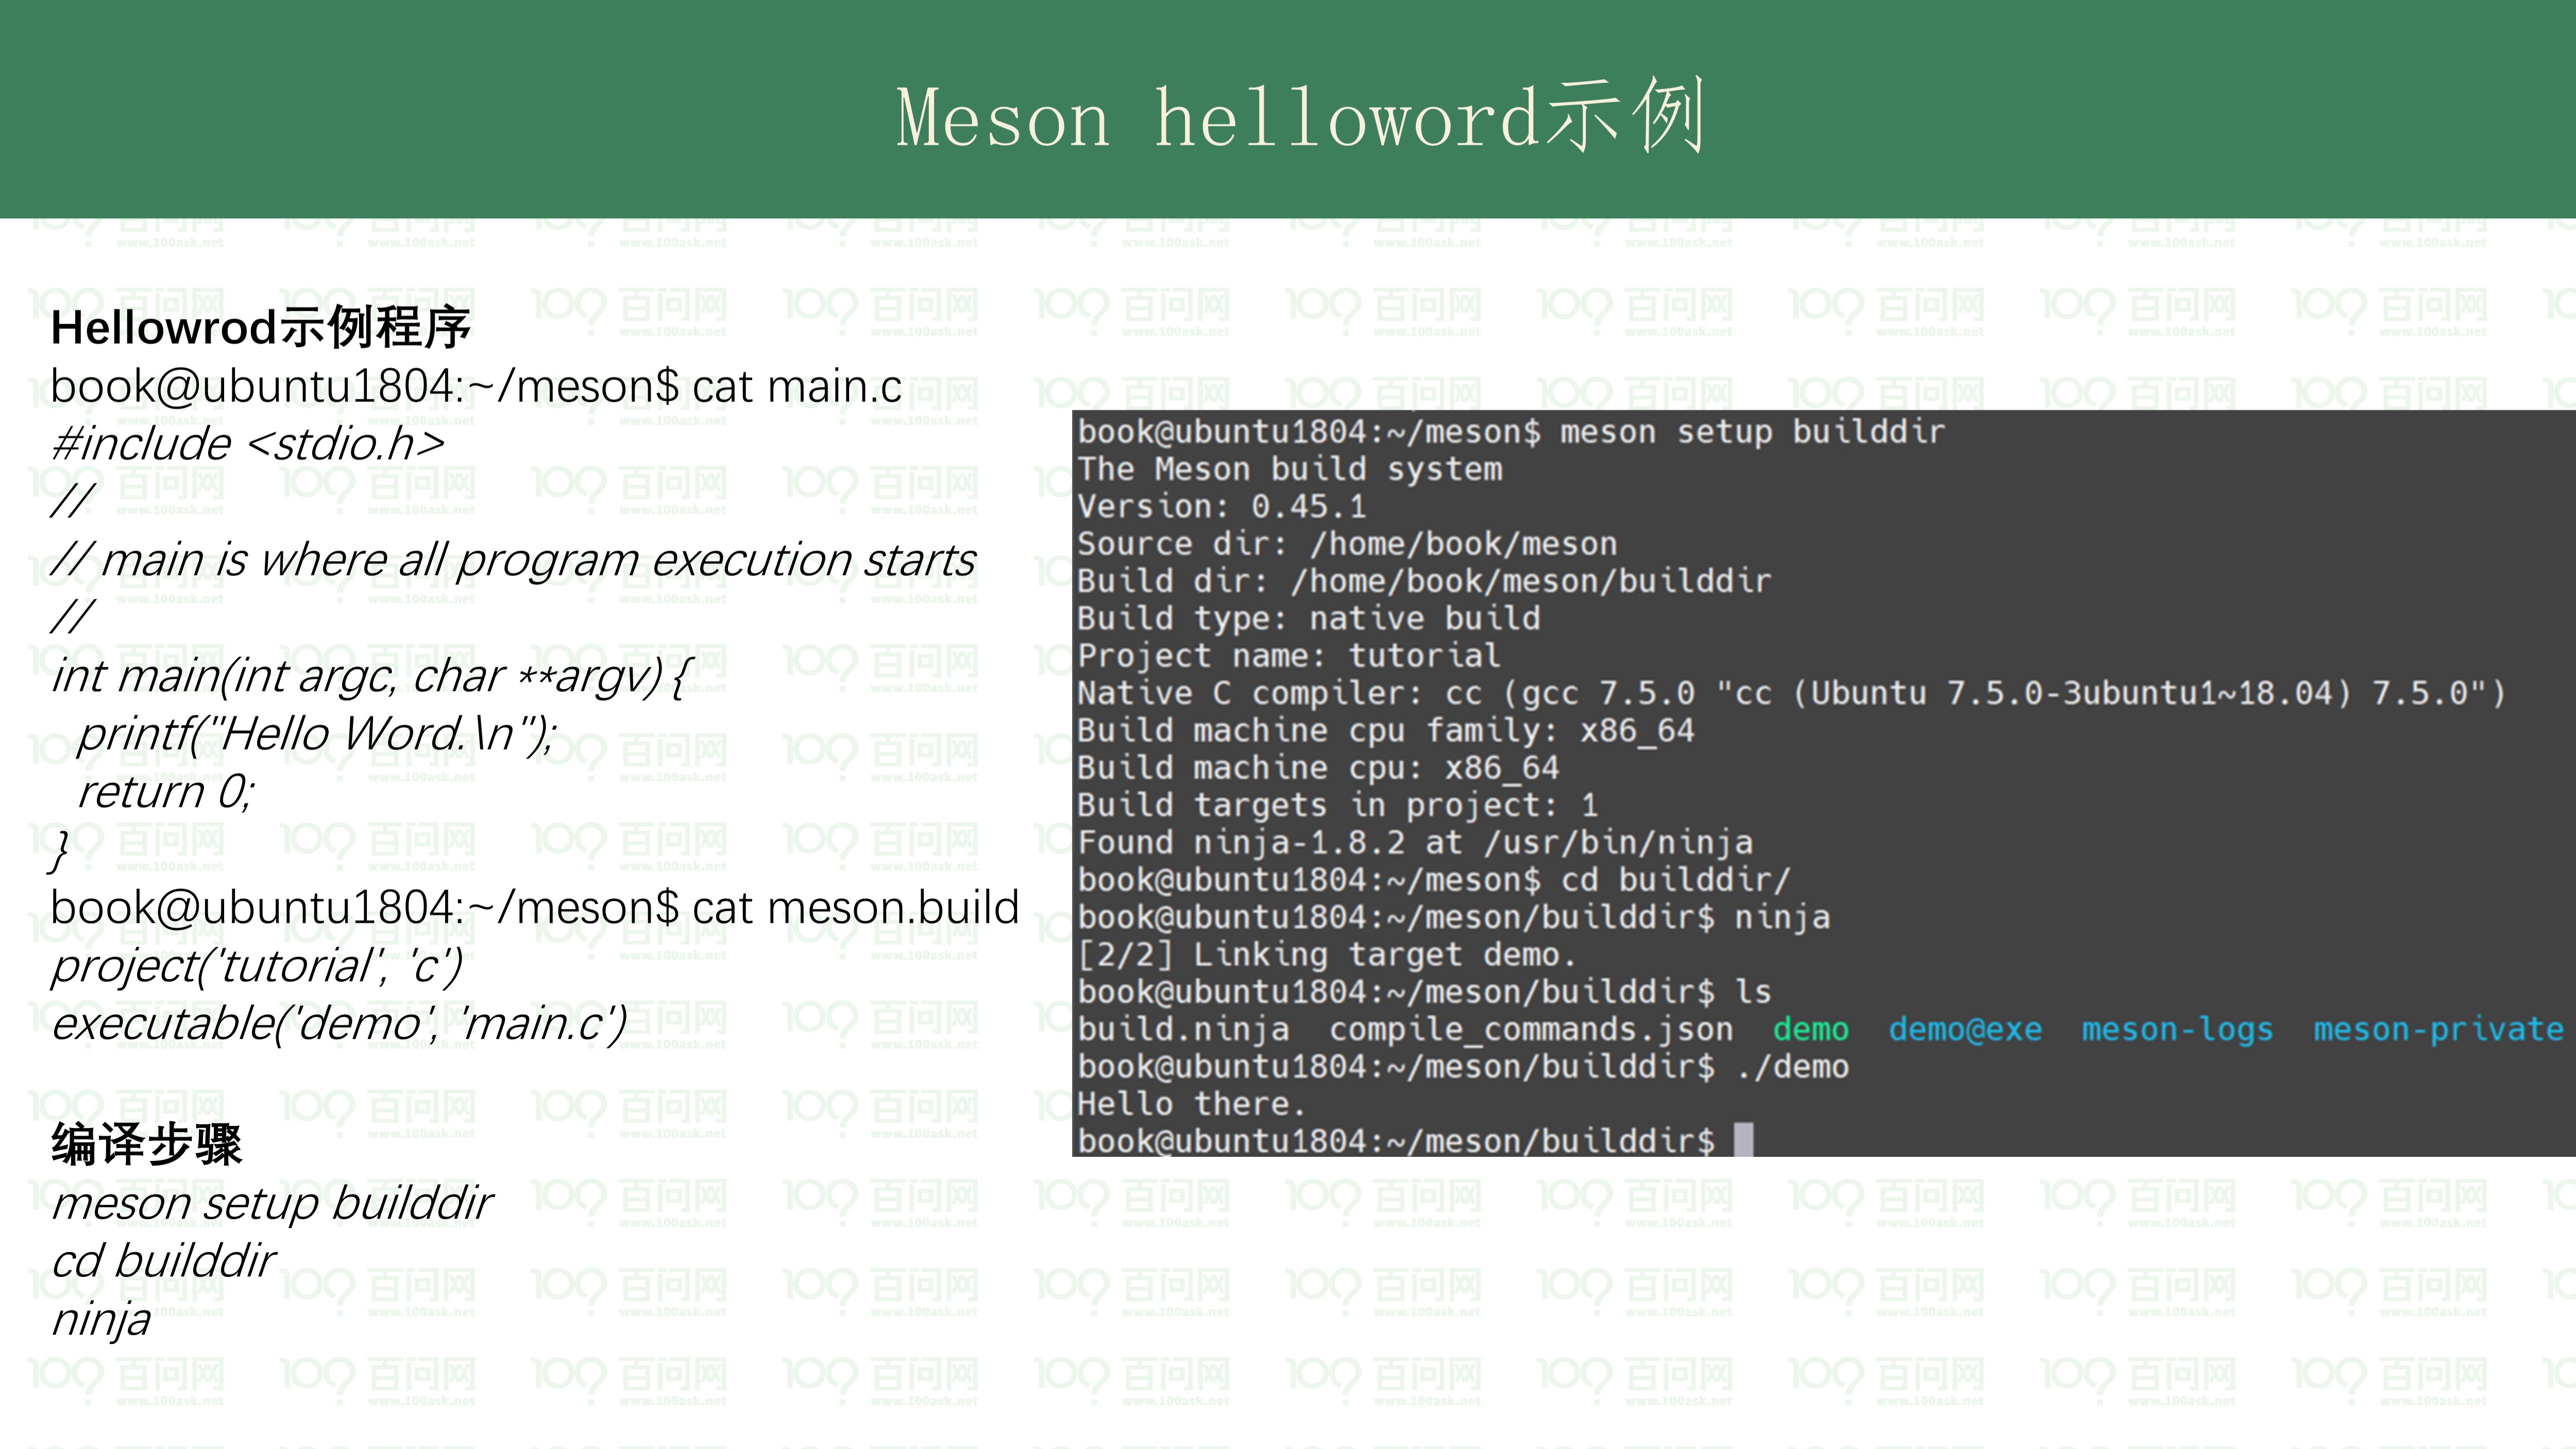 Meson helloword示例
Hellowrod示例程序
book@ubuntu1804:~/meson$ cat main.c
#include <stdio.h>
//
// main is where all program execution starts
//
int main(int argc, char **argv) {
printf("Hello Word.\n");
return 0;
}
book@ubuntu1804:~/meson$ cat meson.build
project('tutorial', 'c')
executable('demo', 'main.c')
编译步骤
meson setup builddir
cd builddir
ninja
book@ubuntu1804:~/meson$ meson setup builddir
The Meson build system
Version: 0.45.1
Source dir: /home/book/meson
Build dir: /home/book/meson/builddir
Build type: native build
Project name: tutorial
Native C compiler: cc (gcc 7.5.0 "cc (Ubuntu 7.5.0-3ubuntu1~18.04) 7.5.0")
Build machine cpu family: x86_64
Build machine cpu: x86_64
Build targets in project: 1
Found ninja-1.8.2 at /usr/bin/ninja
book@ubuntu1804:~/meson$ cd builddir/
book@ubuntu1804:~/meson/builddir$ ninja
[2/2] Linking target demo.
book@ubuntu1804:~/meson/builddir$ ls
build.ninja  compile_commands.json  demo  demo@exe  meson-logs  meson-private
book@ubuntu1804:~/meson/builddir$ ./demo
Hello there.
book@ubuntu1804:~/meson/builddir$
百问网
www.100ask.net